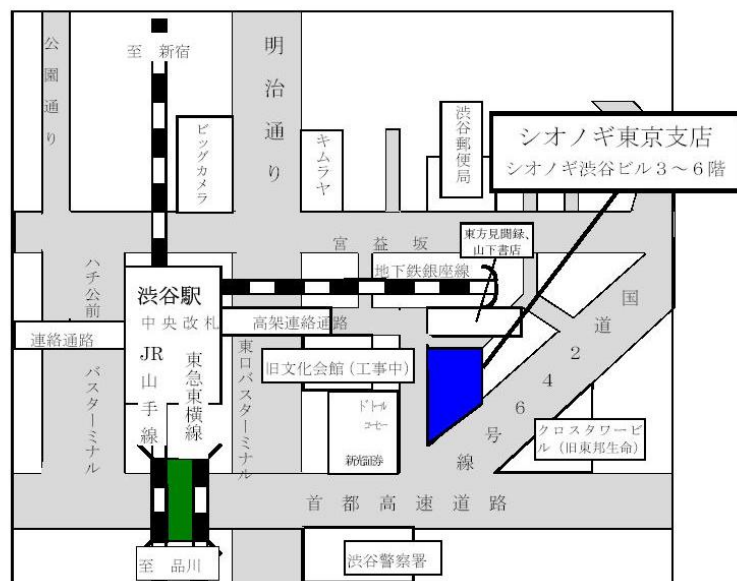 公園通り
至 新宿
明治通り
ビッグカメラ
キムラヤ
渋谷郵便局
シオノギ東京支店
シオノギ渋谷ビル3〜6階
宮益坂
東方見聞録、
山下書店
地下鉄銀座線
ハチ公前
バスターミナル
渋谷駅
中央改札
高架連絡通路
連絡通路
JR山手線
東急東横線
東口バスターミナル
旧文化会館(工事中)
ドトール
コーヒー
新光証券
国道246号線
クロスタワービ
ル(旧東邦生命)
首都高速道路
至 品川
渋谷警察署